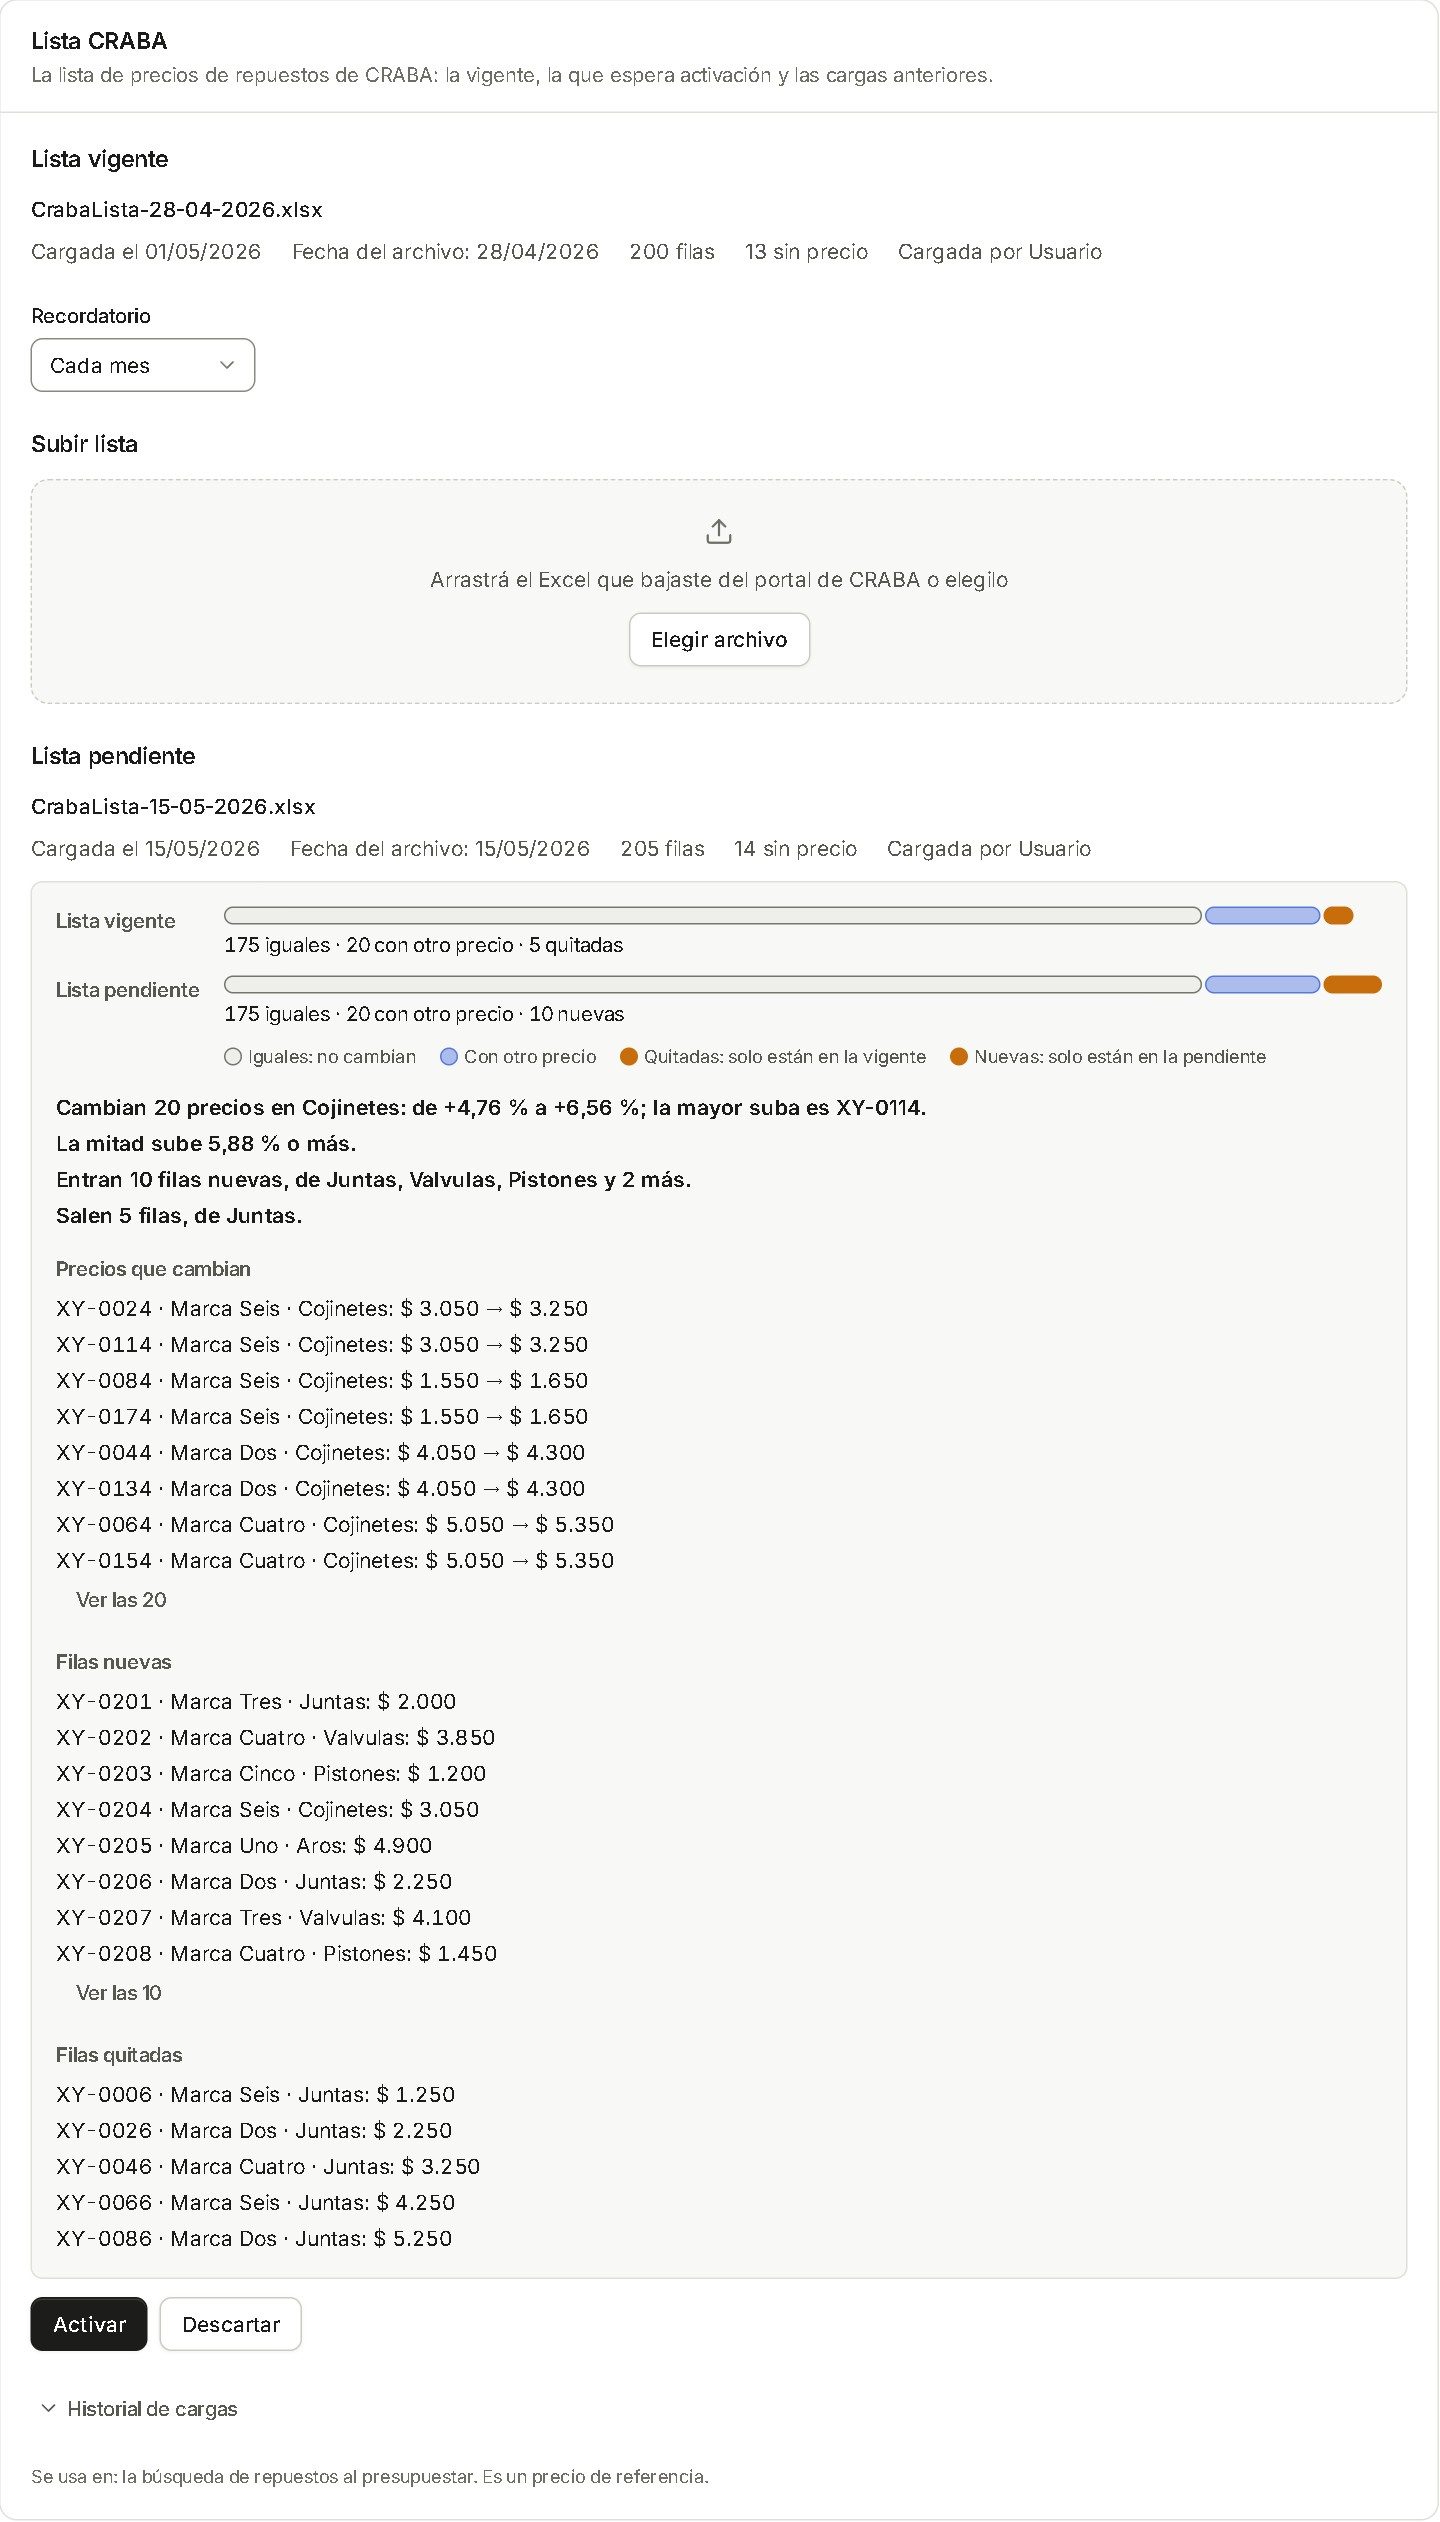 Lista CRABA
La lista de precios de repuestos de CRABA: la vigente, la que espera activación y las cargas anteriores.
Lista vigente
CrabaLista-28-04-2026.xlsx
Cargada el 01/05/2026 Fecha del archivo: 28/04/2026 200 filas 13 sin precio Cargada por Usuario
Recordatorio
Cada mes
Subir lista
Arrastrá el Excel que bajaste del portal de CRABA o elegilo
Elegir archivo
Lista pendiente
CrabaLista-15-05-2026.xlsx
Cargada el 15/05/2026 Fecha del archivo: 15/05/2026 205 filas 14 sin precio Cargada por Usuario
Lista vigente
175 iguales · 20 con otro precio · 5 quitadas
Lista pendiente
175 iguales · 20 con otro precio · 10 nuevas
Iguales: no cambian Con otro precio Quitadas: solo están en la vigente Nuevas: solo están en la pendiente
Cambian 20 precios en Cojinetes: de +4,76 % a +6,56 %; la mayor suba es XY-0114.
La mitad sube 5,88 % o más.
Entran 10 filas nuevas, de Juntas, Valvulas, Pistones y 2 más.
Salen 5 filas, de Juntas.
Precios que cambian
XY-0024 · Marca Seis · Cojinetes: $ 3.050 → $ 3.250
XY-0114 · Marca Seis · Cojinetes: $ 3.050 → $ 3.250
XY-0084 · Marca Seis · Cojinetes: $ 1.550 → $ 1.650
XY-0174 · Marca Seis · Cojinetes: $ 1.550 → $ 1.650
XY-0044 · Marca Dos · Cojinetes: $ 4.050 → $ 4.300
XY-0134 · Marca Dos · Cojinetes: $ 4.050 → $ 4.300
XY-0064 · Marca Cuatro · Cojinetes: $ 5.050 → $ 5.350
XY-0154 · Marca Cuatro · Cojinetes: $ 5.050 → $ 5.350
Ver las 20
Filas nuevas
XY-0201 · Marca Tres · Juntas: $ 2.000
XY-0202 · Marca Cuatro · Valvulas: $ 3.850
XY-0203 · Marca Cinco · Pistones: $ 1.200
XY-0204 · Marca Seis · Cojinetes: $ 3.050
XY-0205 · Marca Uno · Aros: $ 4.900
XY-0206 · Marca Dos · Juntas: $ 2.250
XY-0207 · Marca Tres · Valvulas: $ 4.100
XY-0208 · Marca Cuatro · Pistones: $ 1.450
Ver las 10
Filas quitadas
XY-0006 · Marca Seis · Juntas: $ 1.250
XY-0026 · Marca Dos · Juntas: $ 2.250
XY-0046 · Marca Cuatro · Juntas: $ 3.250
XY-0066 · Marca Seis · Juntas: $ 4.250
XY-0086 · Marca Dos · Juntas: $ 5.250
Activar Descartar
Historial de cargas
Se usa en: la búsqueda de repuestos al presupuestar. Es un precio de referencia.